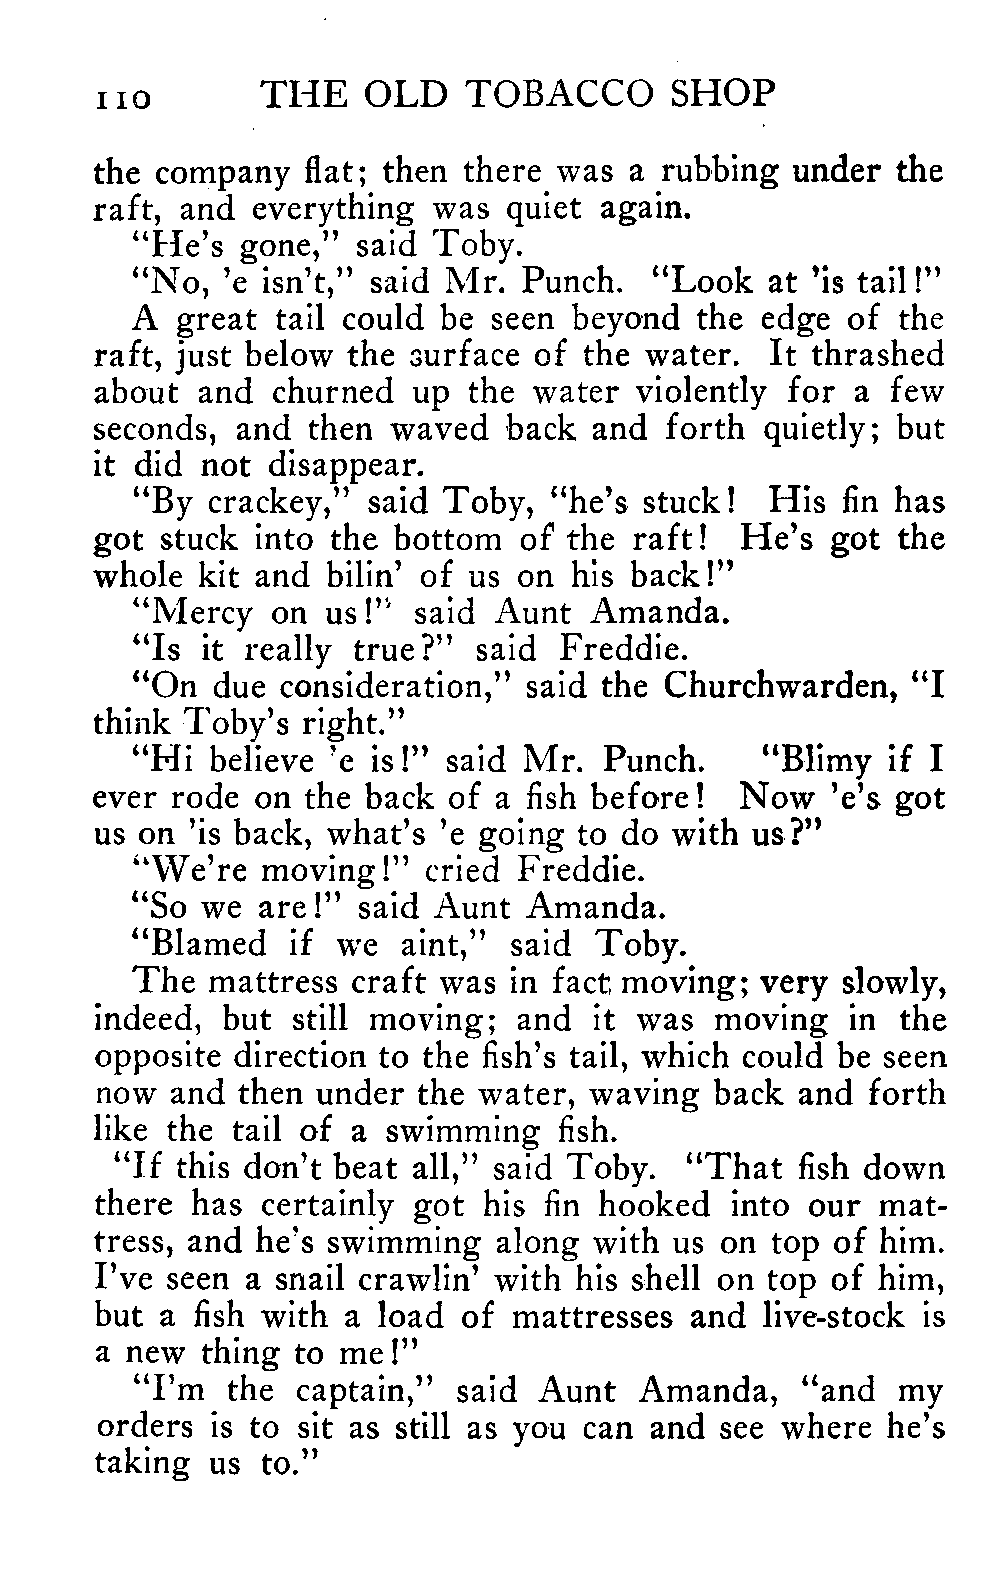 110 THE OLD TOBACCO SHOP
the company flat; then there was a rubbing under the
raft, and everything was quiet again.
“He’s gone,” said Toby.
“No, ’e isn’t,” said Mr. Punch. “Look at ’is tail!”
A great tail could be seen beyond the edge of the
raft, just below the surface of the water. It thrashed
about and churned up the water violently for a few
seconds, and then waved back and forth quietly; but
it did not disappear.
“By crackey,” said Toby, “he’s stuck! His fin has
got stuck into the bottom of the raft! He’s got the
whole kit and bilin’ of us on his back!”
“Mercy on us!” said Aunt Amanda.
“Is it really true?” said Freddie.
“On due consideration,” said the Churchwarden, “I
think Toby’s right.”
“Hi believe ’e is!” said Mr. Punch. “Blimy if I
ever rode on the back of a fish before! Now ’e’s got
us on ’is back, what’s ’e going to do with us?”
“We’re moving!” cried Freddie.
“So we are!” said Aunt Amanda.
“Blamed if we aint,” said Toby.
The mattress craft was in fact moving; very slowly,
indeed, but still moving; and it was moving in the
opposite direction to the fish’s tail, which could be seen
now and then under the water, waving back and forth
like the tail of a swimming fish.
“If this don’t beat all,” said Toby. “That fish down
there has certainly got his fin hooked into our mat-
tress, and he’s swimming along with us on top of him.
I’ve seen a snail crawlin’ with his shell on top of him,
but a fish with a load of mattresses and live-stock is
a new thing to me!”
“I’m the captain,” said Aunt Amanda, “and my
orders is to sit as still as you can and see where he’s
taking us to.”